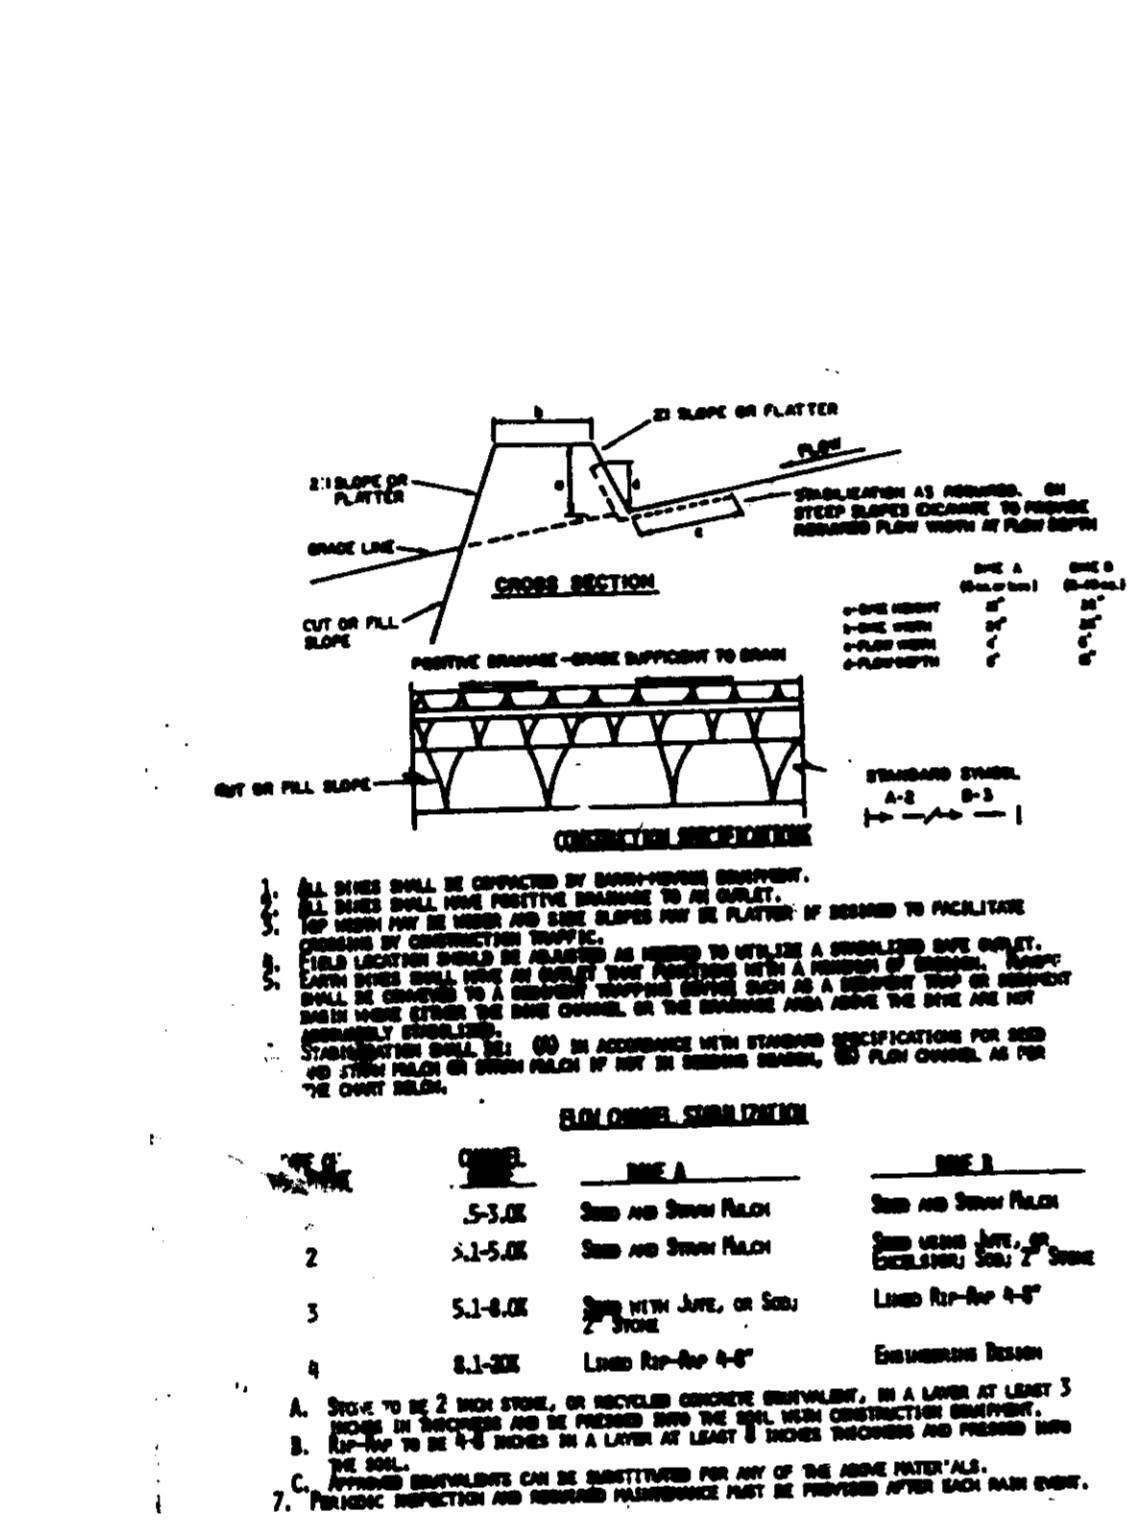 b
2:1 SLOPE OR FLATTER
FLOW
2:1 SLOPE OR
FLATTER
a
d
STABILIZATION AS REQUIRED. ON
STEEP SLOPES EXCAVATE TO PROVIDE
REQUIRED FLOW WIDTH AT FLOW DEPTH
c
GRADE LINE
CROSS SECTION
DIKE A
DIKE B
a-DIKE HEIGHT
b-DIKE WIDTH
c-FLOW WIDTH
d-FLOW DEPTH
CUT OR FILL
SLOPE
POSITIVE DRAINAGE-GRADE SUFFICIENT TO DRAIN
CUT OR FILL SLOPE
STANDARD SYMBOL
A-2 B-3
CONSTRUCTION SPECIFICATIONS
1. ALL DIKES SHALL BE COMPACTED BY EARTH-MOVING EQUIPMENT.
2. ALL DIKES SHALL HAVE POSITIVE DRAINAGE TO AN OUTLET.
3. TOP WIDTH MAY BE WIDER AND SIDE SLOPES MAY BE FLATTER IF DESIRED TO FACILITATE
CROSSING BY CONSTRUCTION TRAFFIC.
4. FIELD LOCATION SHOULD BE ADJUSTED AS NEEDED TO UTILIZE A STABILIZED SAFE OUTLET.
5. EARTH DIKES SHALL HAVE AN OUTLET THAT FUNCTIONS WITH A MINIMUM OF EROSION. RUNOFF
SHALL BE CONVEYED TO A SEDIMENT TRAPPING DEVICE SUCH AS A SEDIMENT TRAP OR SEDIMENT
BASIN WHERE EITHER THE DIKE CHANNEL OR THE DRAINAGE AREA ABOVE THE DIKE ARE NOT
ADEQUATELY STABILIZED.
STABILIZATION SHALL BE: (A) IN ACCORDANCE WITH STANDARD SPECIFICATIONS FOR SEED
AND STRAW MULCH OR STRAW MULCH IF NOT IN SEEDING SEASON, (B) FLOW CHANNEL AS PER
THE CHART BELOW.
FLOW CHANNEL STABILIZATION
TYPE OF
CHANNEL
DIKE A
DIKE B
.5-3.0% SEED AND STRAW MULCH SEED AND STRAW MULCH
2 3.1-5.0% SEED AND STRAW MULCH SEED USING JUTE, OR
EXCELSIOR; SOD; 2" STONE
3 5.1-8.0% SEED WITH JUTE, OR SOD; LINED RIP-RAP 4-8"
2" STONE
4 8.1-20% LINED RIP-RAP 4-8" ENGINEERING DESIGN
A. STONE TO BE 2 INCH STONE, OR RECYCLED CONCRETE EQUIVALENT, IN A LAYER AT LEAST 3
INCHES IN THICKNESS AND BE PRESSED INTO THE SOIL WITH CONSTRUCTION EQUIPMENT.
B. RIP-RAP TO BE 4-8 INCHES IN A LAYER AT LEAST 8 INCHES THICKNESS AND PRESSED INTO
THE SOIL.
C. APPROVED EQUIVALENTS CAN BE SUBSTITUTED FOR ANY OF THE ABOVE MATERIALS.
7. PERIODIC INSPECTION AND REQUIRED MAINTENANCE MUST BE PROVIDED AFTER EACH RAIN EVENT.